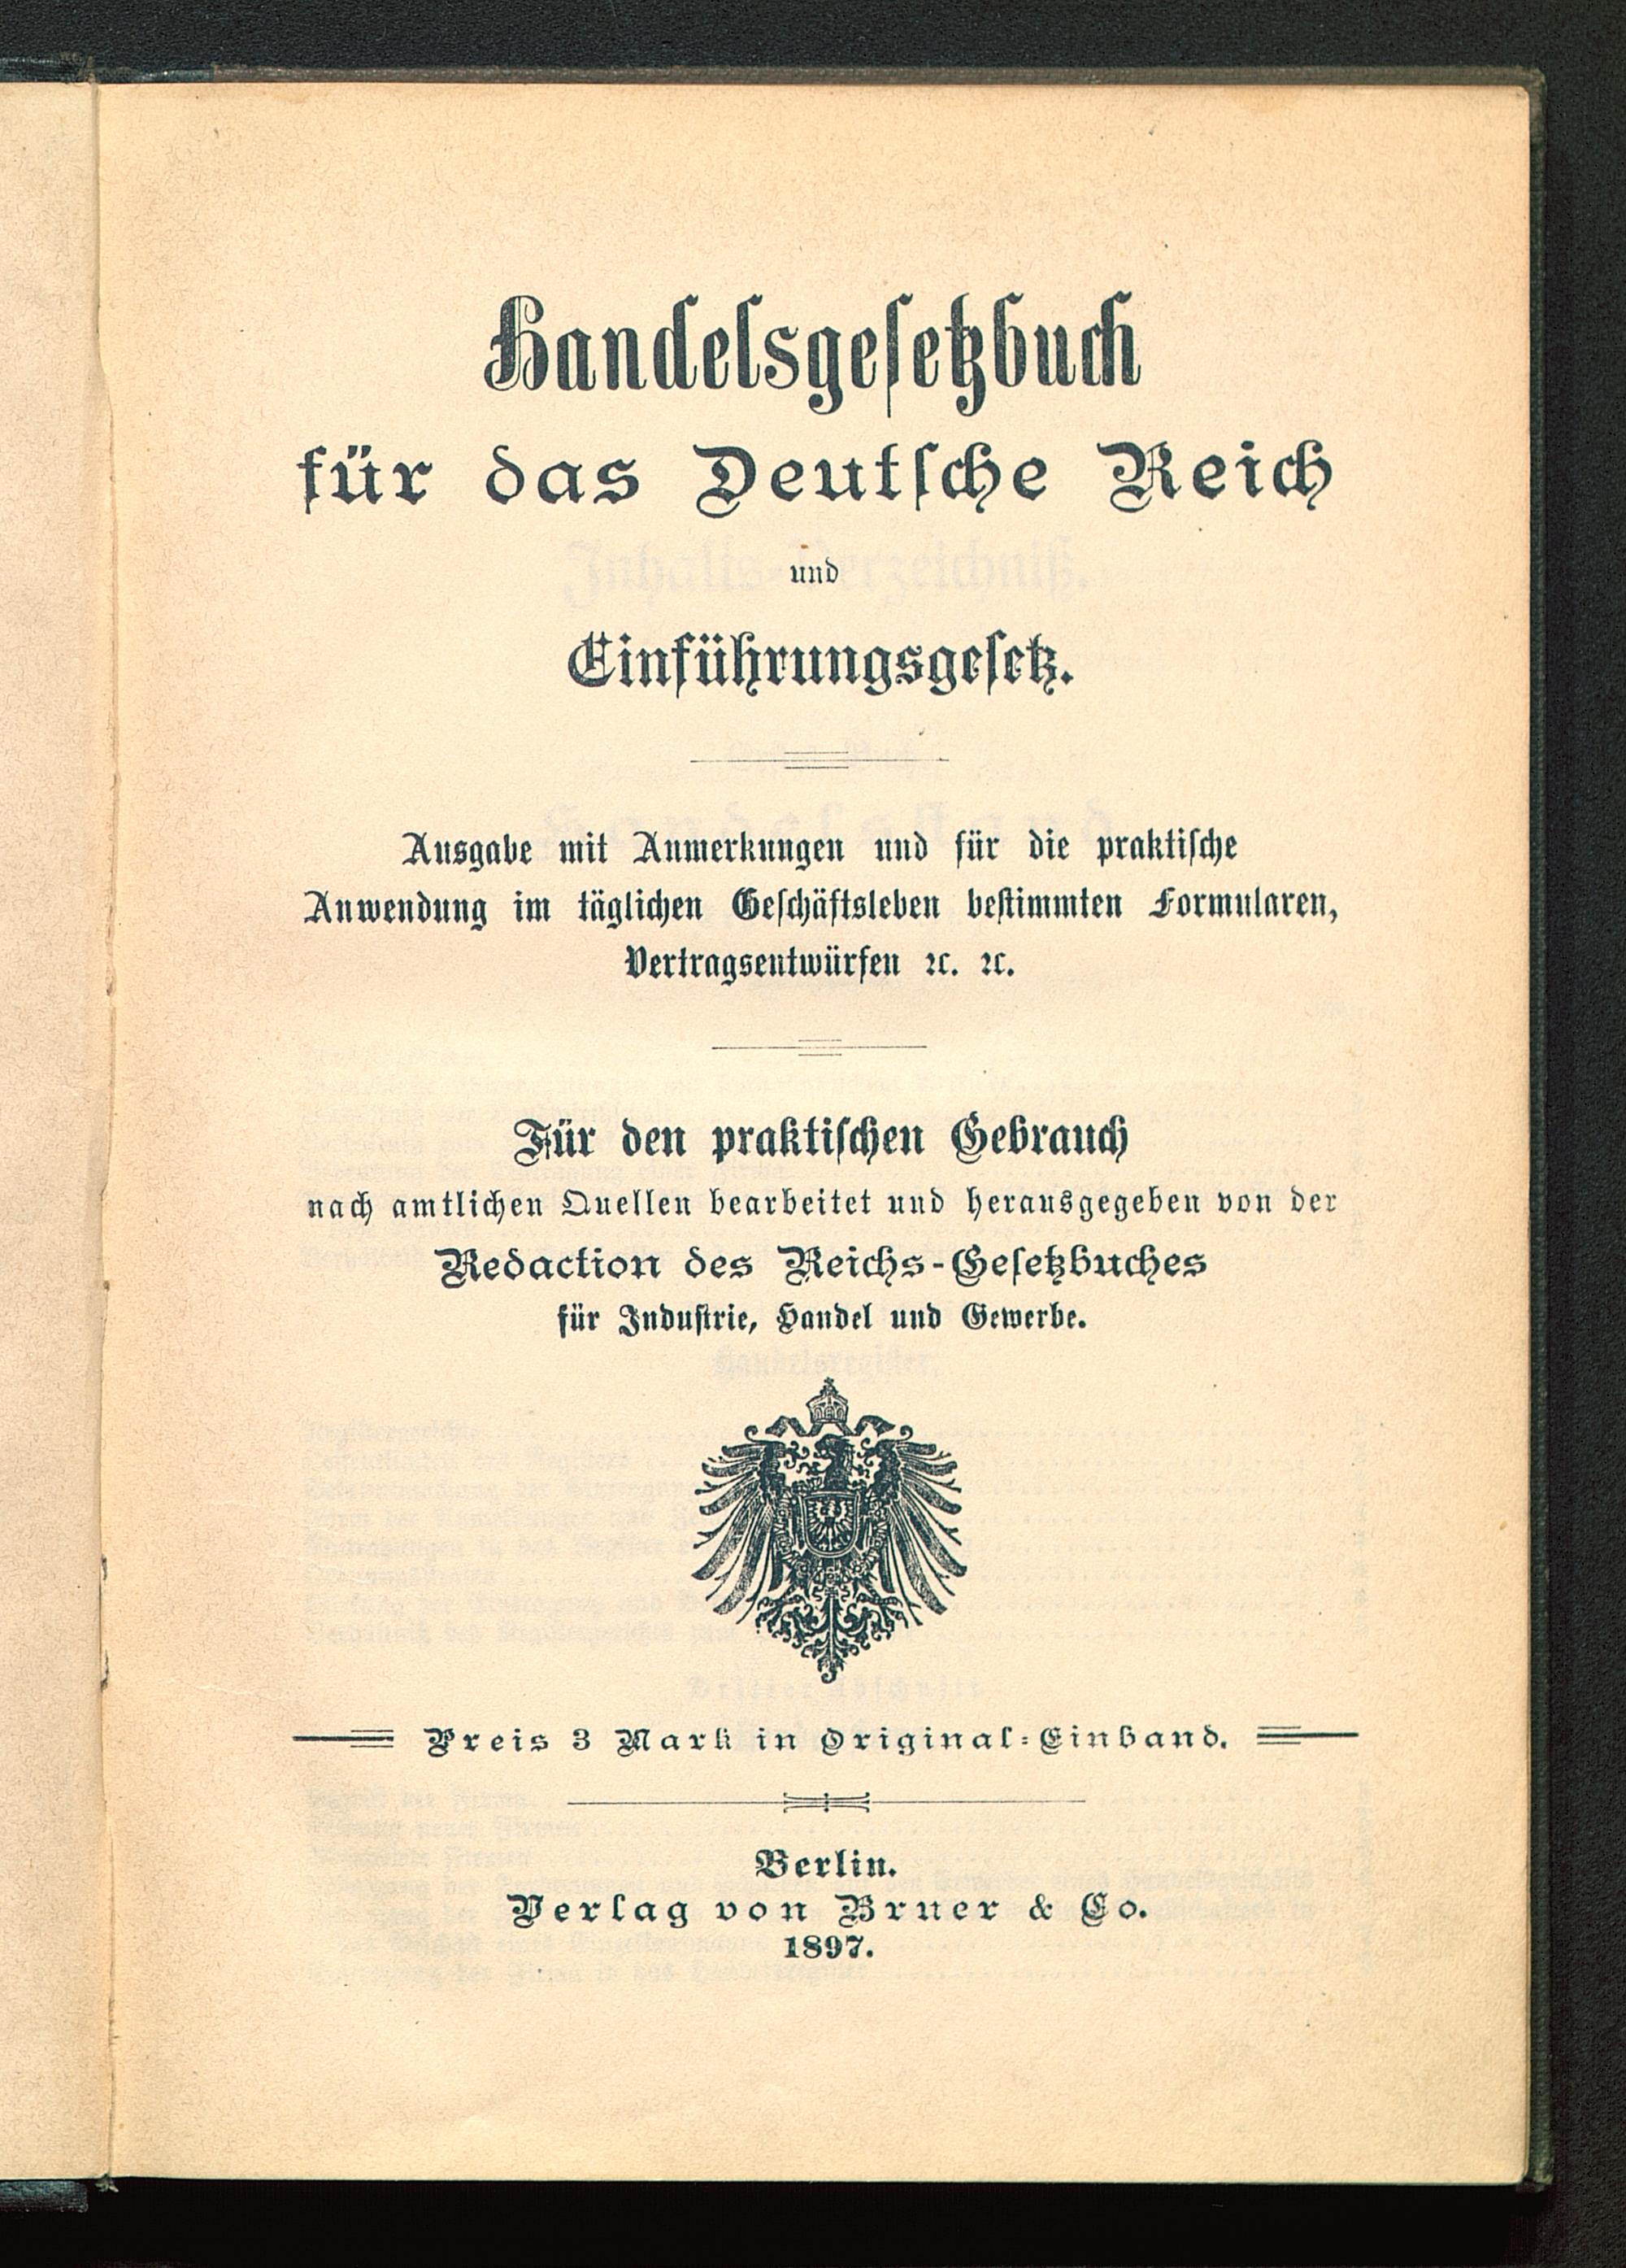 Handelsgesetzbuch
für das Deutsche Reich
und
Einführungsgesetz.
Ausgabe mit Anmerkungen und für die praktische
Anwendung im täglichen Geschäftsleben bestimmten Formularen,
Vertragsentwürfen ꝛc. ꝛc.
Für den praktischen Gebrauch
nach amtlichen Quellen bearbeitet und herausgegeben von der
Redaction des Reichs-Gesetzbuches
für Industrie, Handel und Gewerbe.
Preis 3 Mark in Original-Einband.
Berlin.
Verlag von Bruer & Co.
1897.